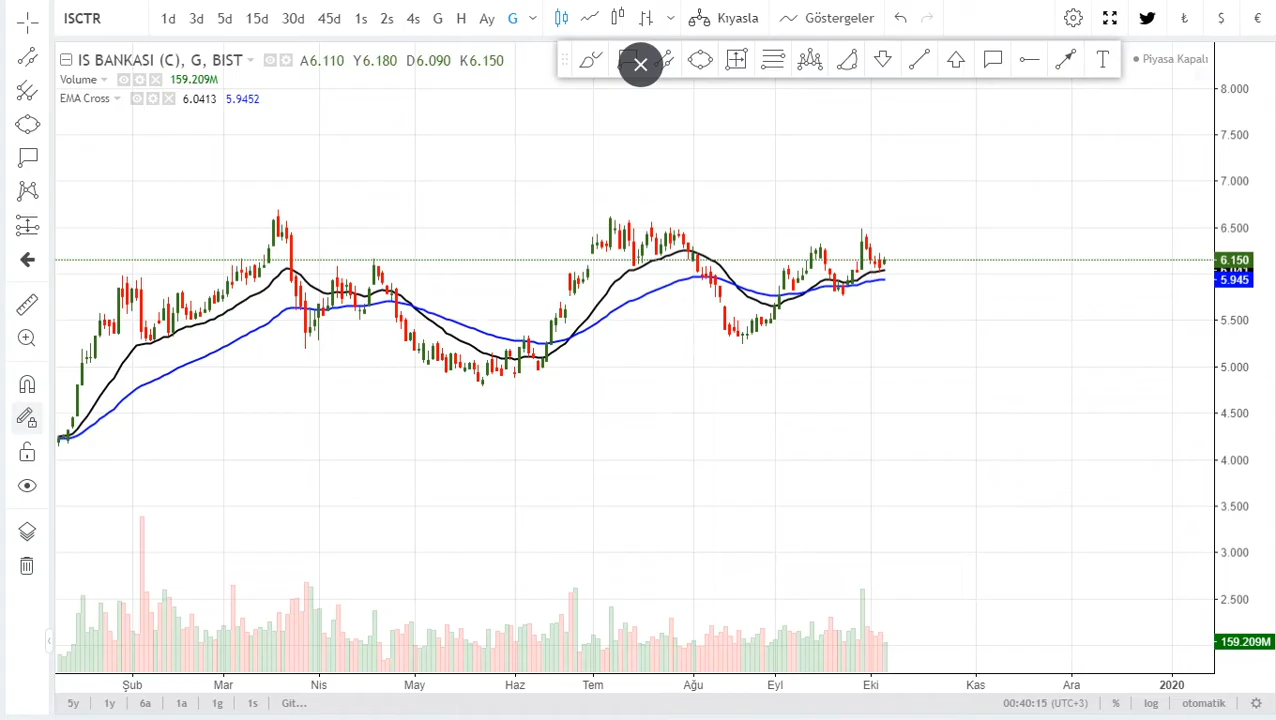 ISCTR 1d 3d 5d 15d 30d 45d 1s 2s 4s G H Ay G Kıyasla Göstergeler ₺ $ €
IS BANKASI (C), G, BIST A6.110 Y6.180 D6.090 K6.150 T Piyasa Kapalı
Volume 159.209M
EMA Cross 6.0413 5.9452
8.000
7.500
7.000
6.500
6.150
5.945
5.500
5.000
4.500
4.000
3.500
3.000
2.500
159.209M
Şub Mar Nis May Haz Tem Ağu Eyl Eki Kas Ara 2020
5y 1y 6a 1a 1g 1s Git... 00:40:15 (UTC+3) % log otomatik